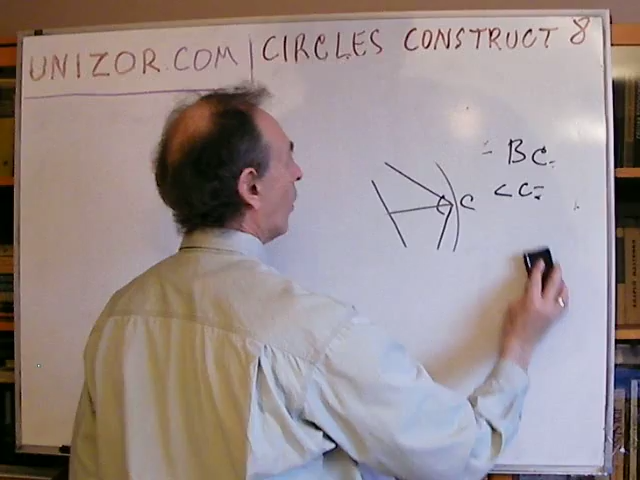 UNIZOR.COM | CIRCLES CONSTRUCT 8
- BC -
< C =
C